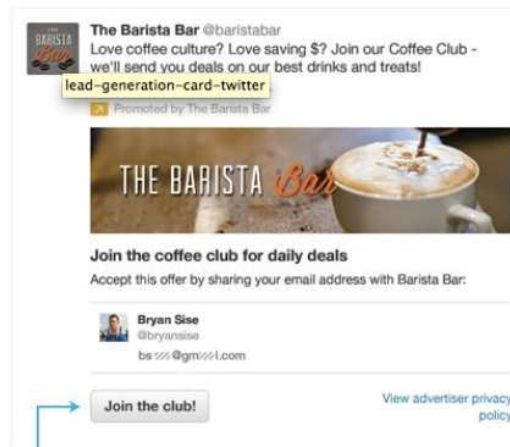 The Barista Bar @baristabar
Love coffee culture? Love saving $? Join our Coffee Club -
we'll send you deals on our best drinks and treats!
lead-generation-card-twitter
Promoted by The Barista Bar
THE BARISTA Bar
Join the coffee club for daily deals
Accept this offer by sharing your email address with Barista Bar:
Bryan Sise
@bryansise
Join the club!
View advertiser privacy
policy